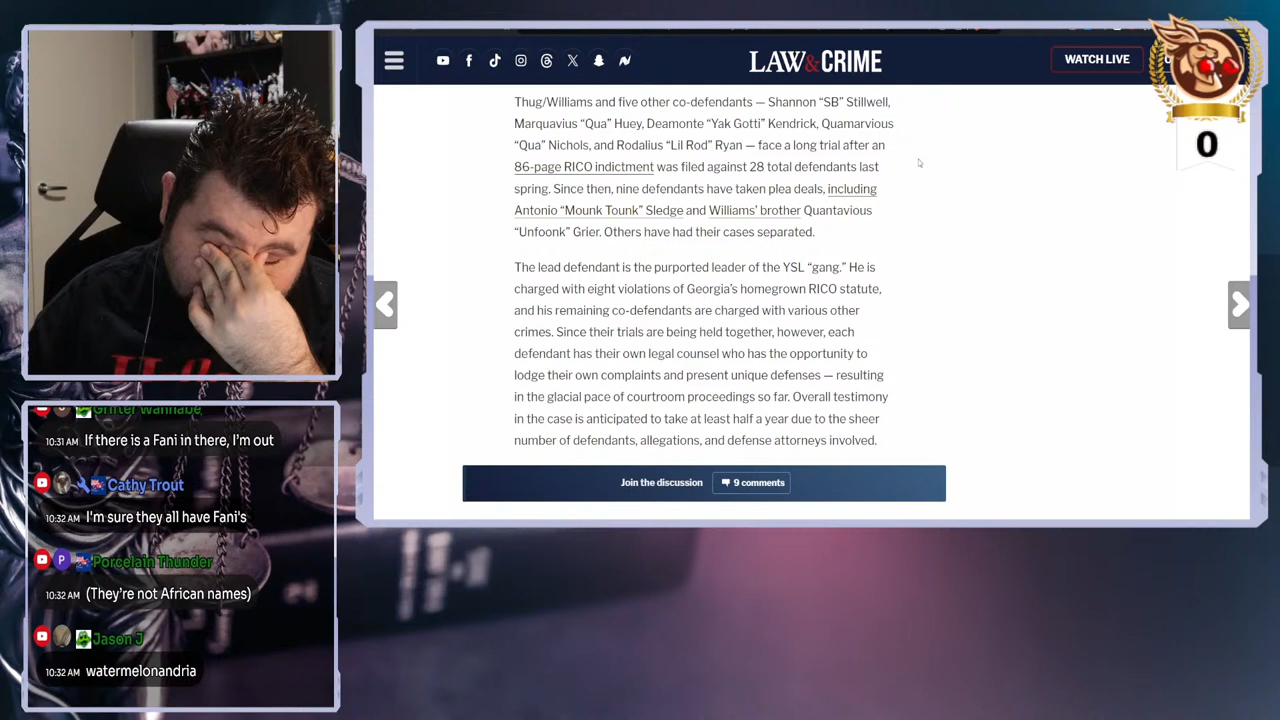 LAW&CRIME
WATCH LIVE
0
Thug/Williams and five other co-defendants — Shannon “SB” Stillwell,
Marquavius “Qua” Huey, Deamonte “Yak Gotti” Kendrick, Quamarvious
“Qua” Nichols, and Rodalius “Lil Rod” Ryan — face a long trial after an
86-page RICO indictment was filed against 28 total defendants last
spring. Since then, nine defendants have taken plea deals, including
Antonio “Mounk Tounk” Sledge and Williams’ brother Quantavious
“Unfoonk” Grier. Others have had their cases separated.
The lead defendant is the purported leader of the YSL “gang.” He is
charged with eight violations of Georgia’s homegrown RICO statute,
and his remaining co-defendants are charged with various other
crimes. Since their trials are being held together, however, each
defendant has their own legal counsel who has the opportunity to
lodge their own complaints and present unique defenses — resulting
in the glacial pace of courtroom proceedings so far. Overall testimony
in the case is anticipated to take at least half a year due to the sheer
number of defendants, allegations, and defense attorneys involved.
Join the discussion 9 comments
Grifter Wannabe
10:31 AM If there is a Fani in there, I'm out
Cathy Trout
10:32 AM I'm sure they all have Fani's
P Porcelain Thunder
10:32 AM (They’re not African names)
Jason J
10:32 AM watermelonandria